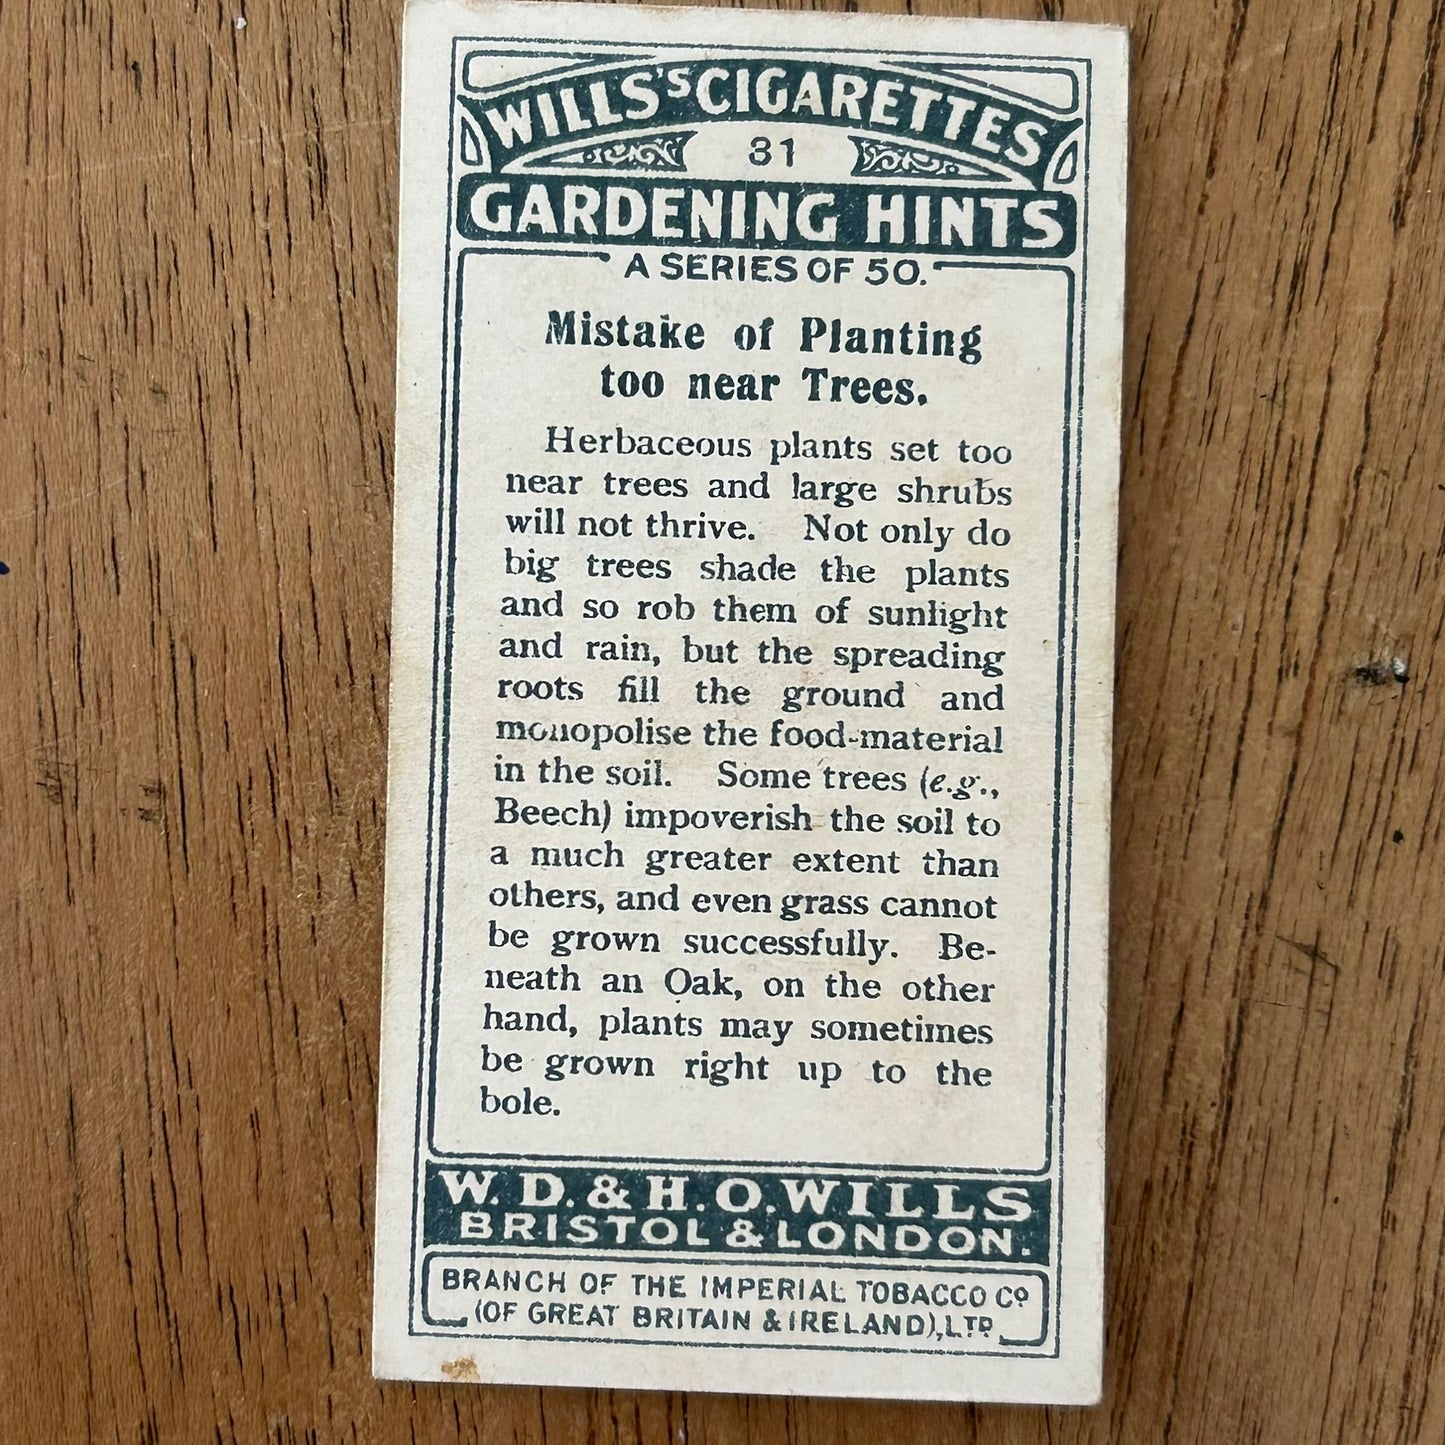 WILLS'S CIGARETTES
31
GARDENING HINTS
A SERIES OF 50.
Mistake of Planting
too near Trees.
Herbaceous plants set too
near trees and large shrubs
will not thrive. Not only do
big trees shade the plants
and so rob them of sunlight
and rain, but the spreading
roots fill the ground and
monopolise the food-material
in the soil. Some trees (e.g.,
Beech) impoverish the soil to
a much greater extent than
others, and even grass cannot
be grown successfully. Be-
neath an Oak, on the other
hand, plants may sometimes
be grown right up to the
bole.
W. D. & H. O. WILLS
BRISTOL & LONDON.
BRANCH OF THE IMPERIAL TOBACCO CO
(OF GREAT BRITAIN & IRELAND), LTD